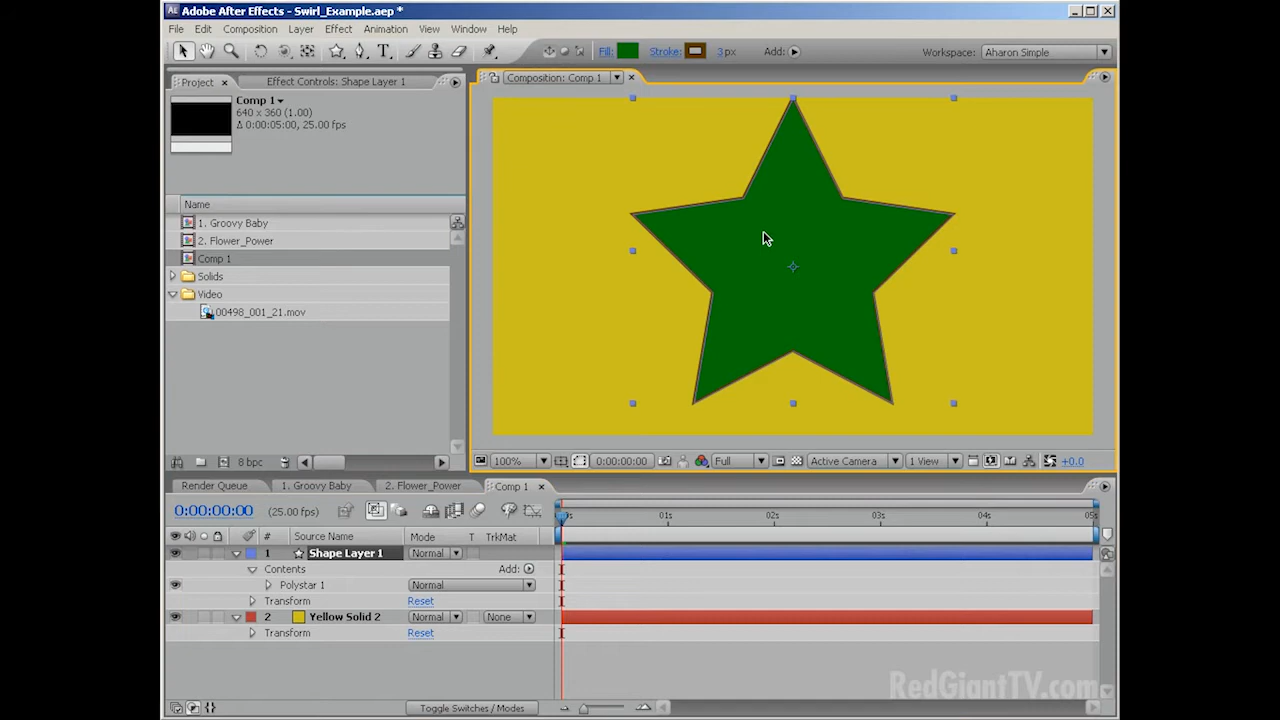 Adobe After Effects - Swirl_Example.aep *
File Edit Composition Layer Effect Animation View Window Help
Fill: Stroke: 3 px Add: Workspace: Aharon Simple
Project Effect Controls: Shape Layer 1
Composition: Comp 1
Comp 1
640 x 360 (1.00)
Δ 0:00:05:00, 25.00 fps
Name
1. Groovy Baby
2. Flower_Power
Comp 1
Solids
Video
00498_001_21.mov
8 bpc
100% 0:00:00:00 Full Active Camera 1 View +0.0
Render Queue 1. Groovy Baby 2. Flower_Power Comp 1
0:00:00:00 (25.00 fps)
01s 02s 03s 04s 05s
# Source Name Mode T TrkMat
1 Shape Layer 1 Normal
Contents Add:
Polystar 1 Normal
Transform Reset
2 Yellow Solid 2 Normal None
Transform Reset
Toggle Switches / Modes
RedGiantTV.com